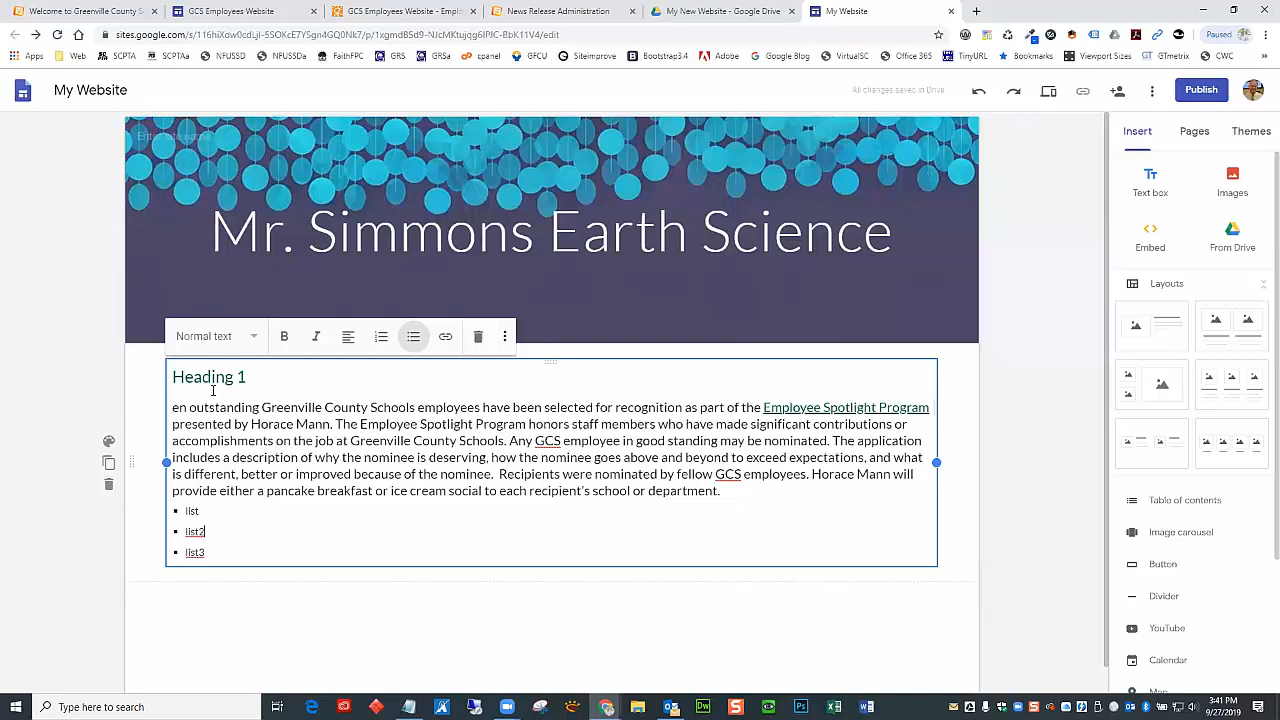 Welcome to Greenville County S
GCS Employees Website
GCS Employees Website - Emplo
News Release Administration
My New Website - Google Drive
My Website
sites.google.com/s/
/edit
Paused
Apps
Web
SCPTA
SCPTAa
NFUSSD
NFUSSDa
FaithFPC
GRS
GRSa
cpanel
GPCU
Siteimprove
Bootstrap3.4
Adobe
Google Blog
VirtualSC
Office 365
TinyURL
Bookmarks
Viewport Sizes
GTmetrix
CWC
»
My Website
All changes saved in Drive
Publish
Insert
Pages
Themes
Mr. Simmons Earth Science
Text box
Images
Embed
From Drive
Layouts
Normal text
B
I
Heading 1
en outstanding Greenville County Schools employees have been selected for recognition as part of the Employee Spotlight Program
presented by Horace Mann. The Employee Spotlight Program honors staff members who have made significant contributions or
accomplishments on the job at Greenville County Schools. Any GCS employee in good standing may be nominated. The application
includes a description of why the nominee is deserving, how the nominee goes above and beyond to exceed expectations, and what
is different, better or improved because of the nominee.  Recipients were nominated by fellow GCS employees. Horace Mann will
provide either a pancake breakfast or ice cream social to each recipient's school or department.
list
list2
list3
Table of contents
Image carousel
Button
Divider
YouTube
Calendar
Map
Type here to search
3:41 PM
9/27/2019